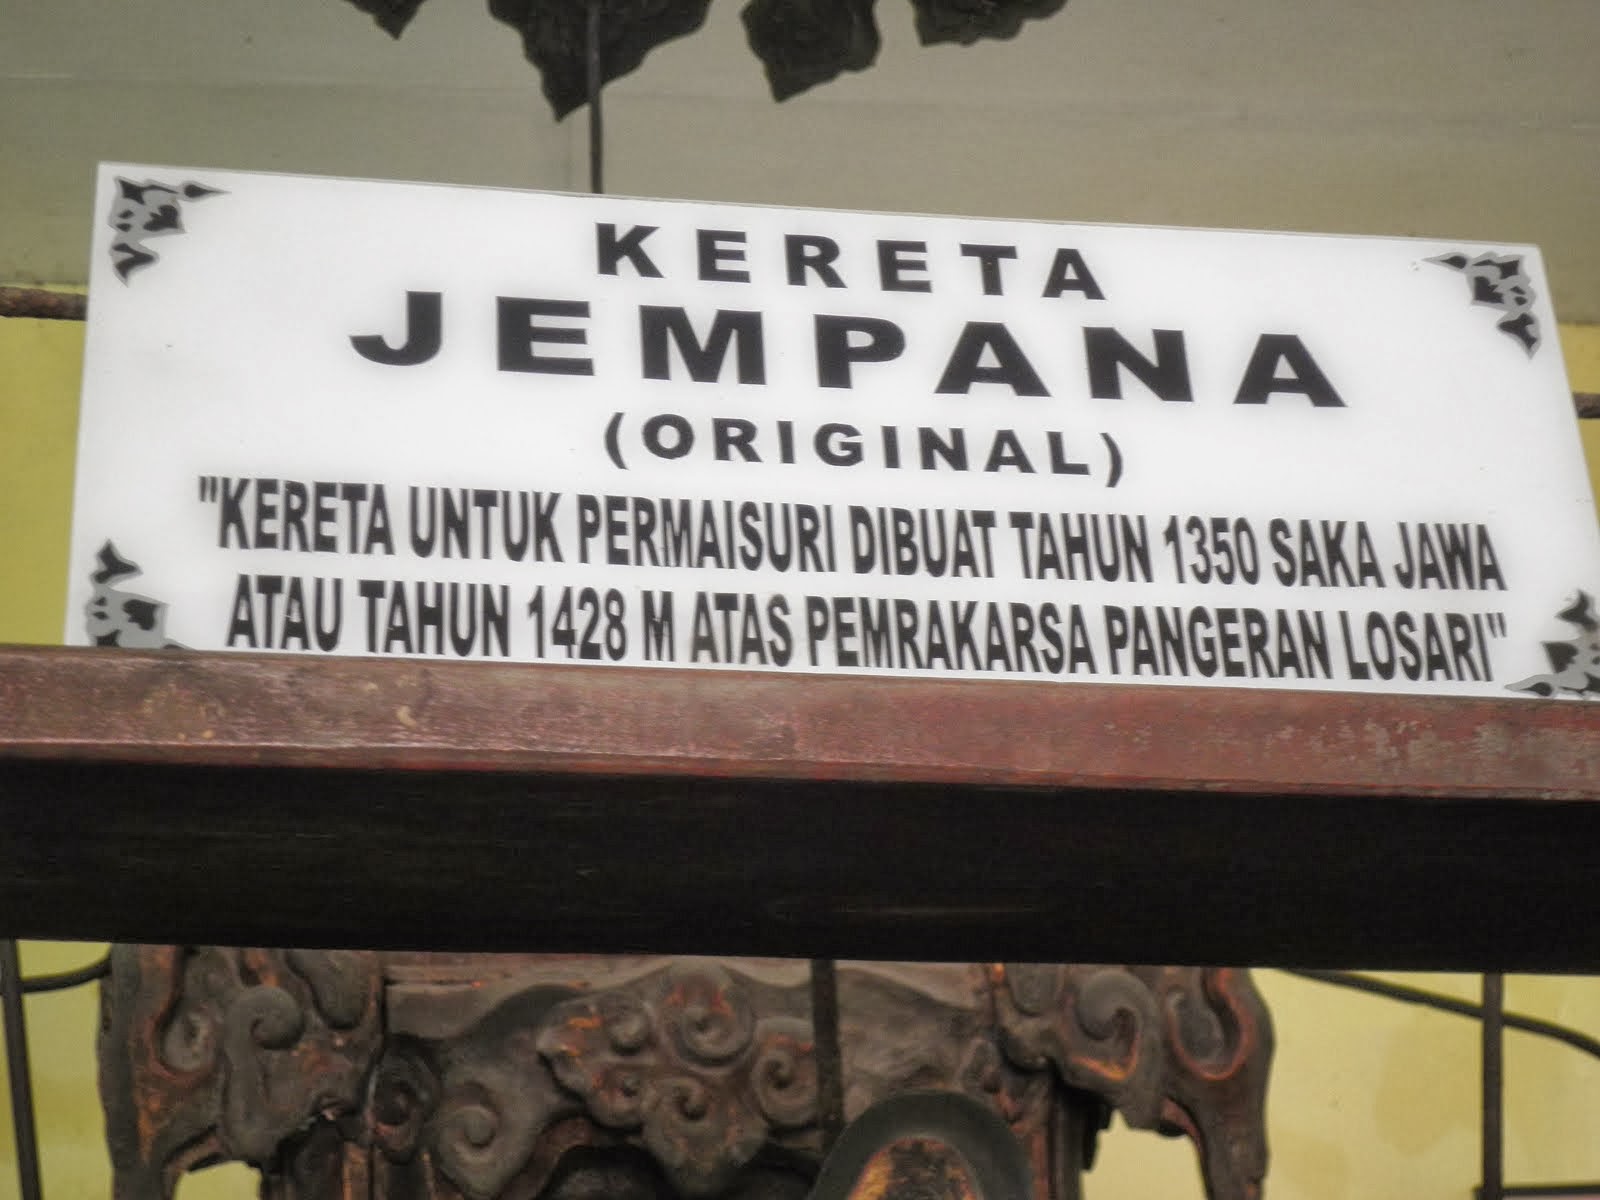 KERETA
JEMPANA
(ORIGINAL)
"KERETA UNTUK PERMAISURI DIBUAT TAHUN 1350 SAKA JAWA
ATAU TAHUN 1428 M ATAS PEMRAKARSA PANGERAN LOSARI"